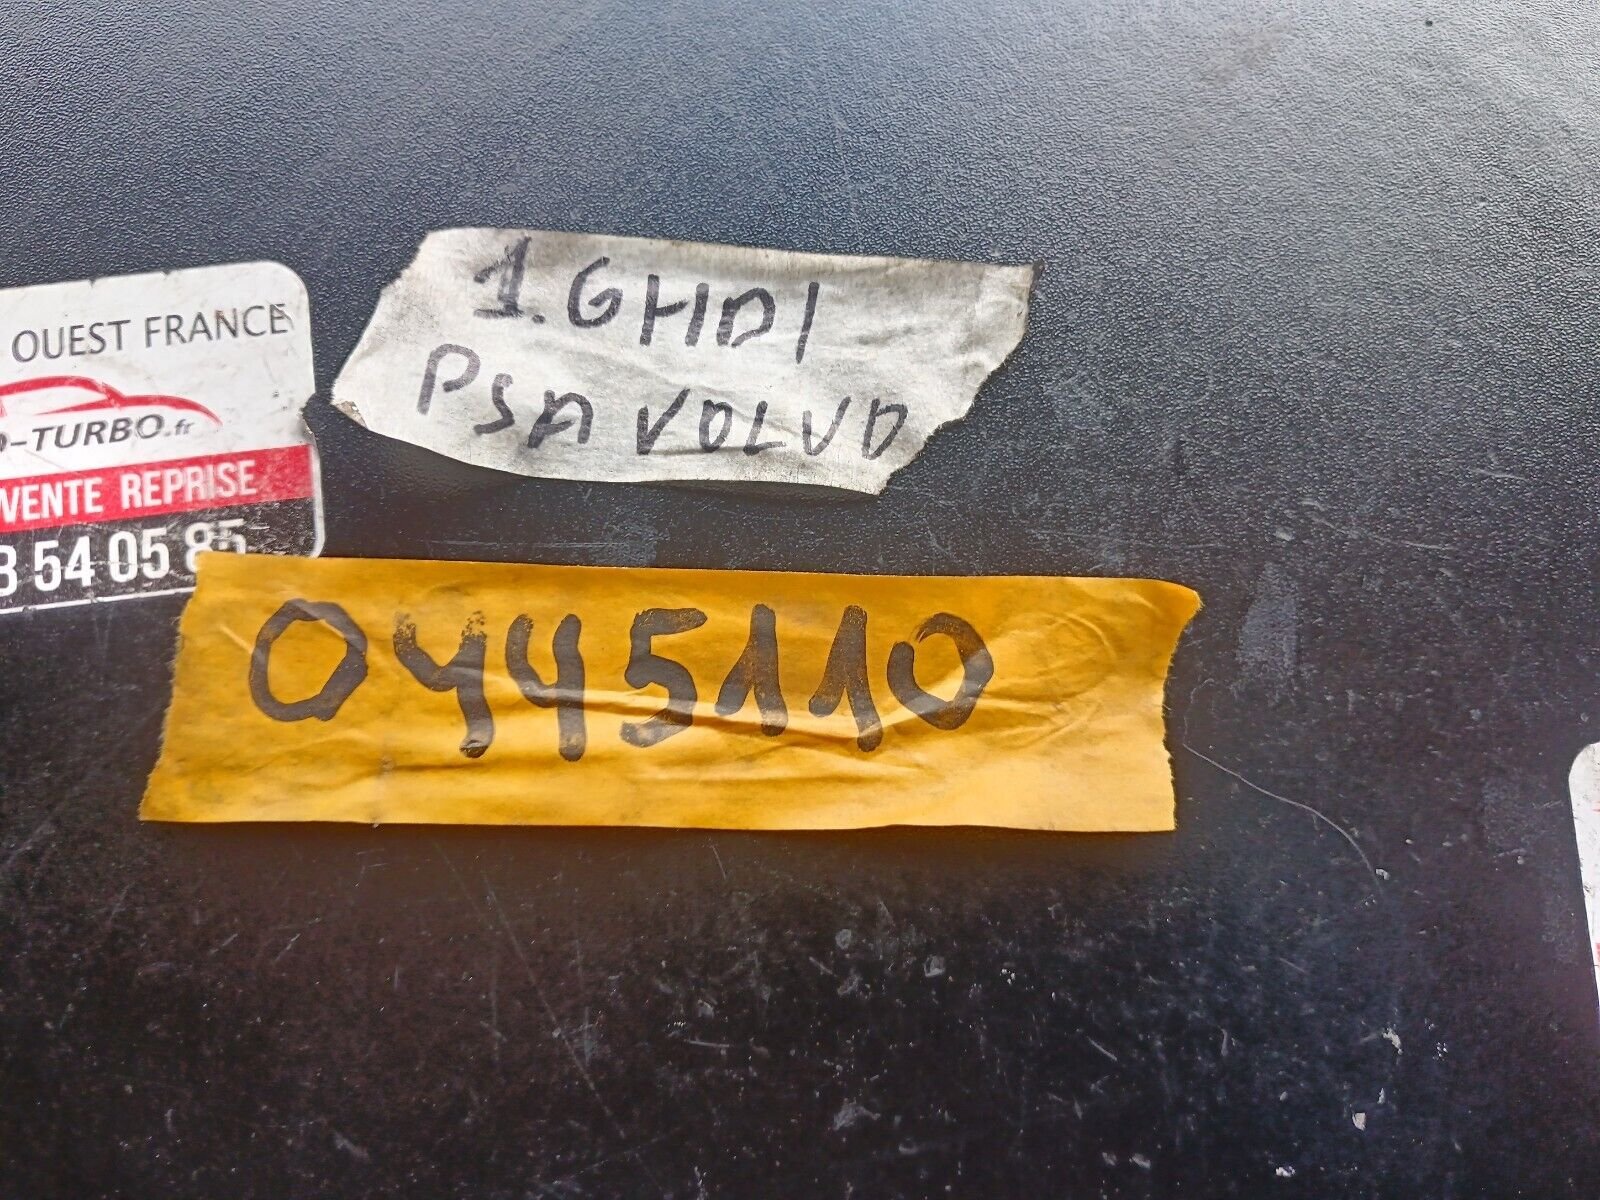 OUEST FRANCE
-TURBO.fr
VENTE REPRISE
3 54 05 85
1.6HDI
PSA VOLVO
0445110